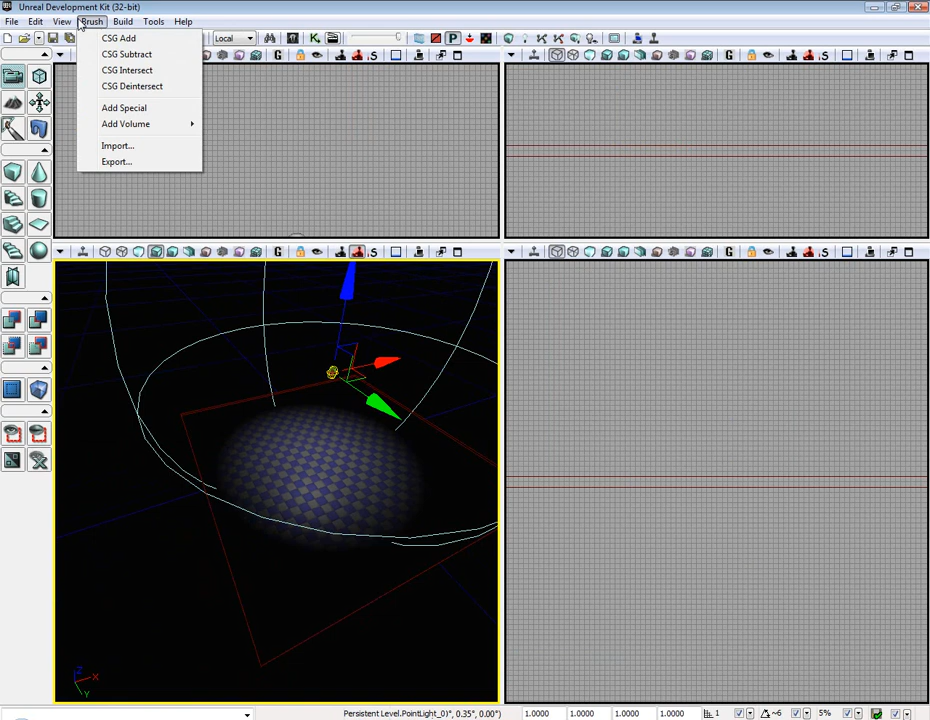 Unreal Development Kit (32-bit)
File Edit View Brush Build Tools Help
CSG Add
CSG Subtract
CSG Intersect
CSG Deintersect
Add Special
Add Volume
Import...
Export...
Local
P
K
G S
G S
G S
Z
X
Y
Persistent Level.PointLight_0)°, 0.35°, 0.00°) 1.0000 1.0000 1.0000 1.0000 1 ~6 5%